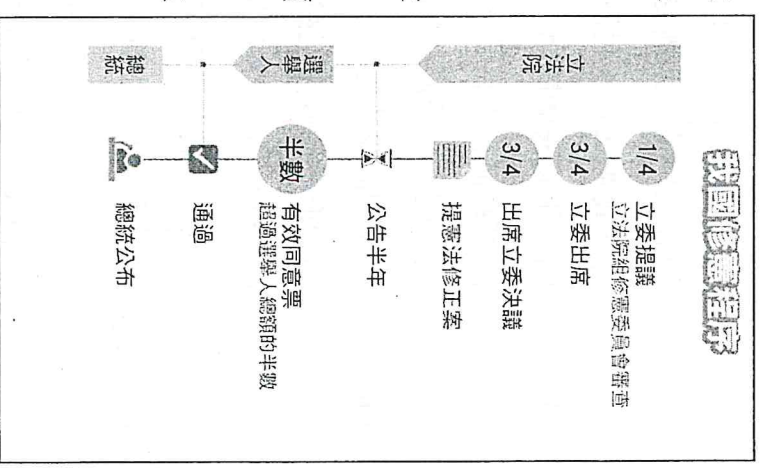 我國修憲程序
立法院
1/4
立委提議
立法院組修憲委員會審查
3/4
立委出席
3/4
出席立委決議
提憲法修正案
公告半年
選舉人
半數
有效同意票
超過選舉人總額的半數
通過
總統
總統公布